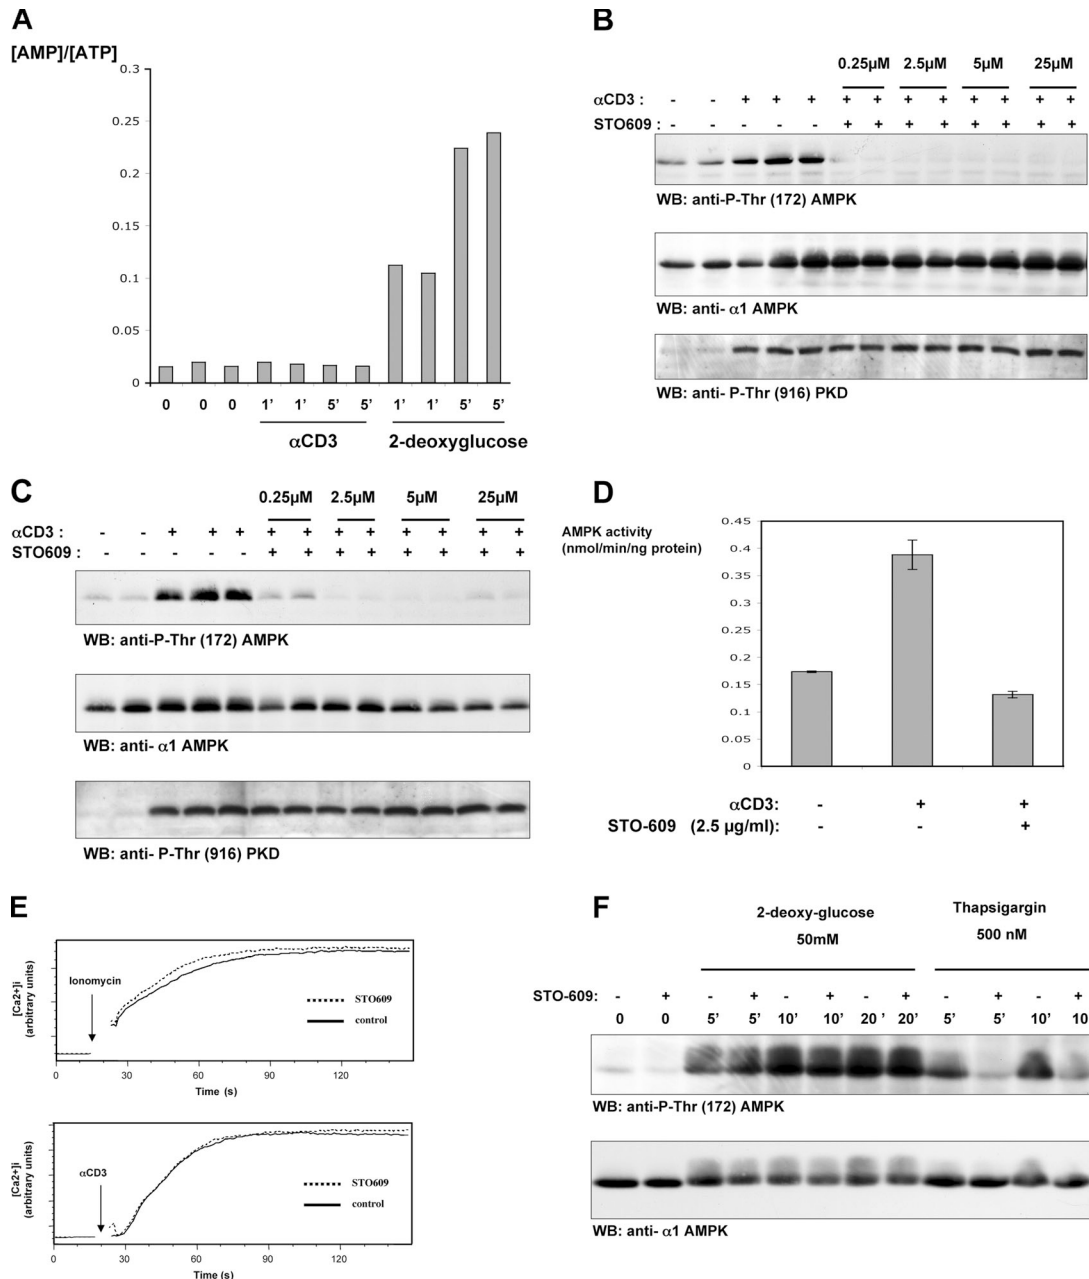 A
[AMP]/[ATP]
0.3
0.25
0.2
0.15
0.1
0.05
0
0 0 0 1’ 1’ 5’ 5’ 1’ 1’ 5’ 5’
αCD3 2-deoxyglucose
B
0.25µM 2.5µM 5µM 25µM
αCD3 : - - + + + + + + + + + + +
STO609 : - - - - - + + + + + + + +
WB: anti-P-Thr (172) AMPK
WB: anti- α1 AMPK
WB: anti- P-Thr (916) PKD
C
0.25µM 2.5µM 5µM 25µM
αCD3 : - - + + + + + + + + + + +
STO609 : - - - - - + + + + + + + +
WB: anti-P-Thr (172) AMPK
WB: anti- α1 AMPK
WB: anti- P-Thr (916) PKD
D
AMPK activity
(nmol/min/ng protein)
0.45
0.4
0.35
0.3
0.25
0.2
0.15
0.1
0.05
0
αCD3: - + +
STO-609 (2.5 µg/ml): - - +
E
[Ca2+]i
(arbitrary units)
Ionomycin
STO609
control
0 30 60 90 120
Time (s)
[Ca2+]i
(arbitrary units)
αCD3
STO609
control
0 30 60 90 120
Time (s)
F
2-deoxy-glucose Thapsigargin
50mM 500 nM
STO-609: - + - + - + - + - + - +
0 0 5’ 5’ 10’ 10’ 20 ’ 20’ 5’ 5’ 10’ 10
WB: anti-P-Thr (172) AMPK
WB: anti- α1 AMPK